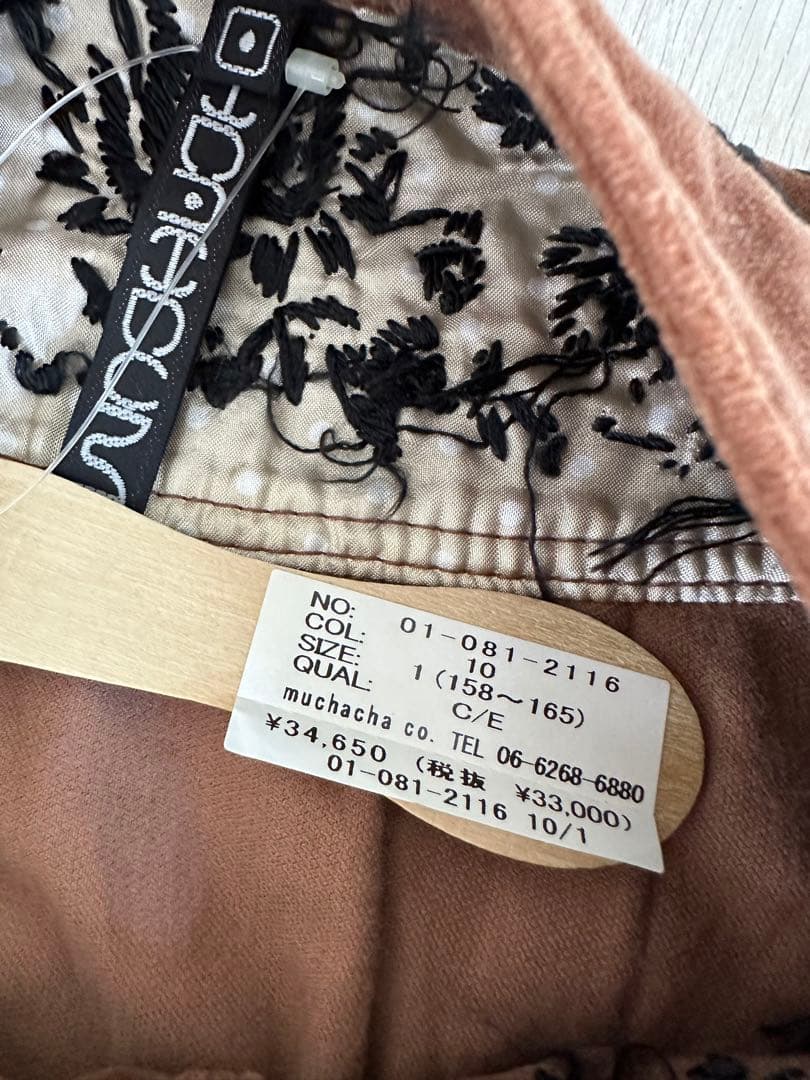 NO: 01-081-2116
COL: 10
SIZE: 1 (158～165)
QUAL: C/E
muchacha co. TEL 06-6268-6880
¥34,650 (税抜 ¥33,000)
01-081-2116 10/1